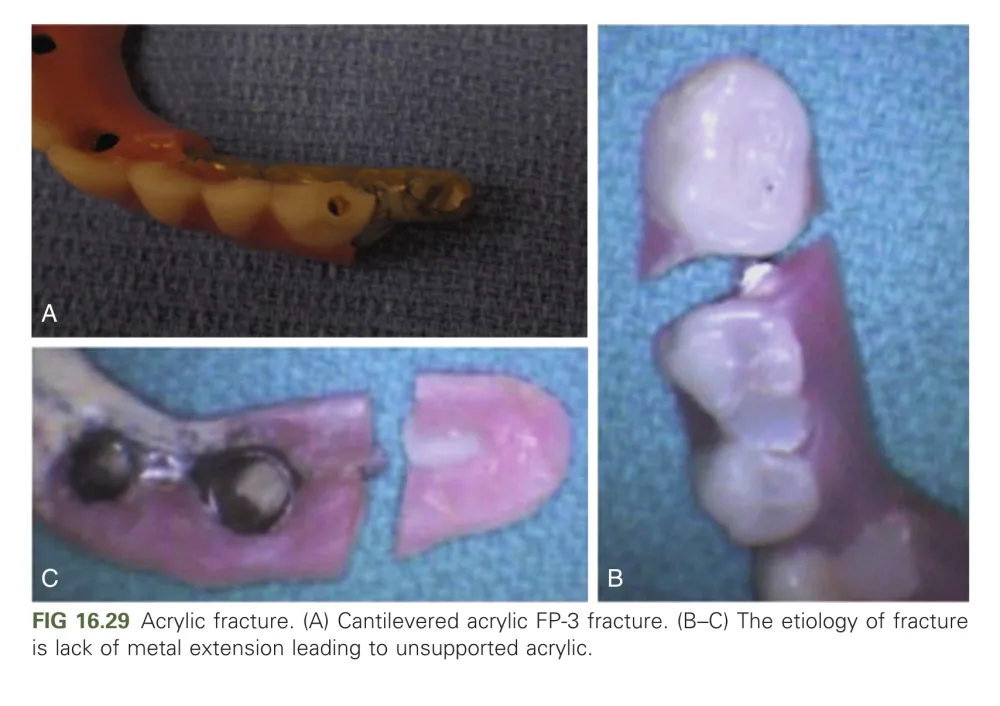 A
C
B
FIG 16.29 Acrylic fracture. (A) Cantilevered acrylic FP-3 fracture. (B–C) The etiology of fracture
is lack of metal extension leading to unsupported acrylic.